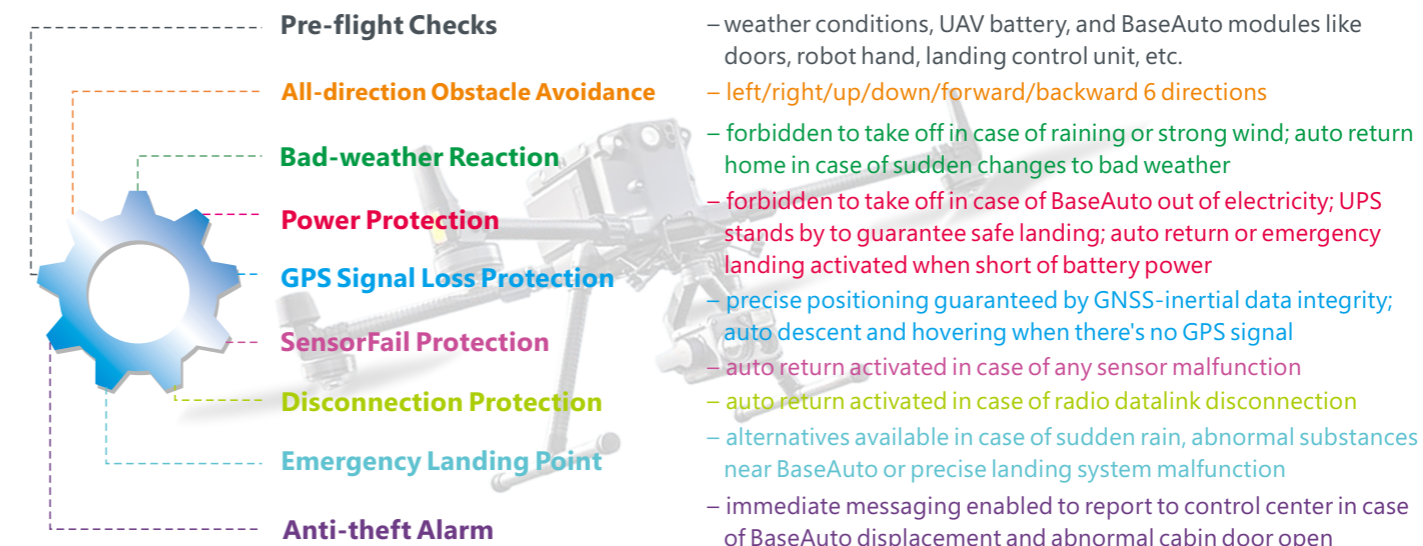 Pre-flight Checks
– weather conditions, UAV battery, and BaseAuto modules like
doors, robot hand, landing control unit, etc.
All-direction Obstacle Avoidance
– left/right/up/down/forward/backward 6 directions
Bad-weather Reaction
– forbidden to take off in case of raining or strong wind; auto return
home in case of sudden changes to bad weather
Power Protection
– forbidden to take off in case of BaseAuto out of electricity; UPS
stands by to guarantee safe landing; auto return or emergency
landing activated when short of battery power
GPS Signal Loss Protection
– precise positioning guaranteed by GNSS-inertial data integrity;
auto descent and hovering when there's no GPS signal
SensorFail Protection
– auto return activated in case of any sensor malfunction
Disconnection Protection
– auto return activated in case of radio datalink disconnection
Emergency Landing Point
– alternatives available in case of sudden rain, abnormal substances
near BaseAuto or precise landing system malfunction
Anti-theft Alarm
– immediate messaging enabled to report to control center in case
of BaseAuto displacement and abnormal cabin door open